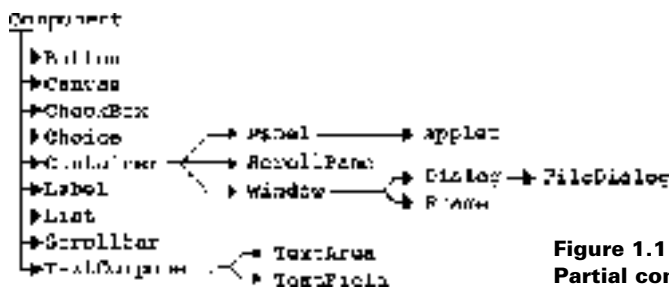 Component
Button
Canvas
CheckBox
Choice
Container
Panel
Applet
ScrollPane
Label
Window
Dialog
FileDialog
Frame
List
Scrollbar
TextComponent
TextArea
TextField
Figure 1.1
Partial con